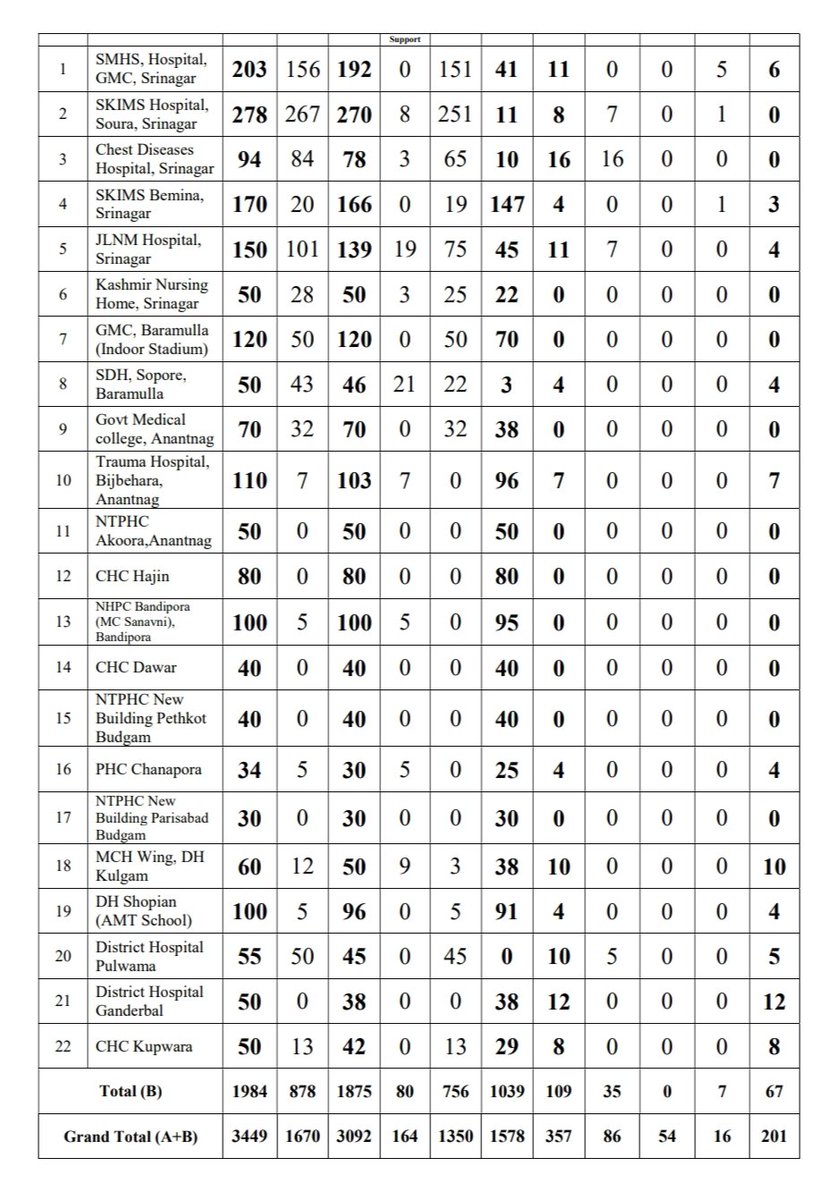 Support
1 SMHS, Hospital, GMC, Srinagar 203 156 192 0 151 41 11 0 0 5 6
2 SKIMS Hospital, Soura, Srinagar 278 267 270 8 251 11 8 7 0 1 0
3 Chest Diseases Hospital, Srinagar 94 84 78 3 65 10 16 16 0 0 0
4 SKIMS Bemina, Srinagar 170 20 166 0 19 147 4 0 0 1 3
5 JLNM Hospital, Srinagar 150 101 139 19 75 45 11 7 0 0 4
6 Kashmir Nursing Home, Srinagar 50 28 50 3 25 22 0 0 0 0 0
7 GMC, Baramulla (Indoor Stadium) 120 50 120 0 50 70 0 0 0 0 0
8 SDH, Sopore, Baramulla 50 43 46 21 22 3 4 0 0 0 4
9 Govt Medical college, Anantnag 70 32 70 0 32 38 0 0 0 0 0
10 Trauma Hospital, Bijbehara, Anantnag 110 7 103 7 0 96 7 0 0 0 7
11 NTPHC Akoora,Anantnag 50 0 50 0 0 50 0 0 0 0 0
12 CHC Hajin 80 0 80 0 0 80 0 0 0 0 0
13 NHPC Bandipora (MC Sanavni), Bandipora 100 5 100 5 0 95 0 0 0 0 0
14 CHC Dawar 40 0 40 0 0 40 0 0 0 0 0
15 NTPHC New Building Pethkot Budgam 40 0 40 0 0 40 0 0 0 0 0
16 PHC Chanapora 34 5 30 5 0 25 4 0 0 0 4
17 NTPHC New Building Parisabad Budgam 30 0 30 0 0 30 0 0 0 0 0
18 MCH Wing, DH Kulgam 60 12 50 9 3 38 10 0 0 0 10
19 DH Shopian (AMT School) 100 5 96 0 5 91 4 0 0 0 4
20 District Hospital Pulwama 55 50 45 0 45 0 10 5 0 0 5
21 District Hospital Ganderbal 50 0 38 0 0 38 12 0 0 0 12
22 CHC Kupwara 50 13 42 0 13 29 8 0 0 0 8
Total (B) 1984 878 1875 80 756 1039 109 35 0 7 67
Grand Total (A+B) 3449 1670 3092 164 1350 1578 357 86 54 16 201